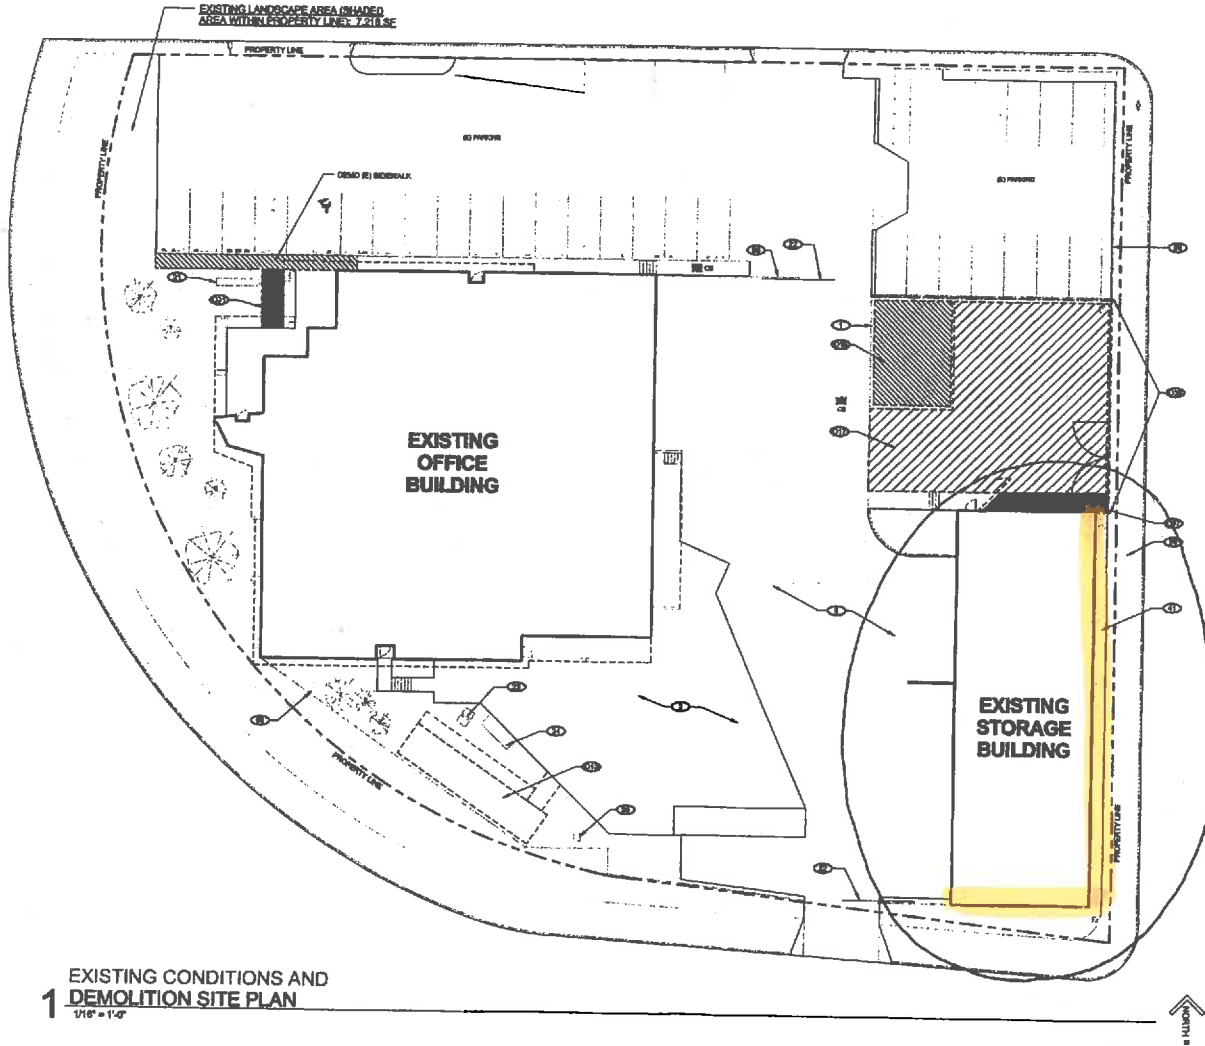 EXISTING LANDSCAPE AREA (SHADED
AREA WITHIN PROPERTY LINE): 7,218 SF
PROPERTY LINE
PROPERTY LINE
PROPERTY LINE
(E) PARKING
(E) PARKING
DEMO (E) SIDEWALK
EXISTING
OFFICE
BUILDING
EXISTING
STORAGE
BUILDING
PROPERTY LINE
PROPERTY LINE
1
EXISTING CONDITIONS AND
DEMOLITION SITE PLAN
1/16" = 1'-0"
NORTH